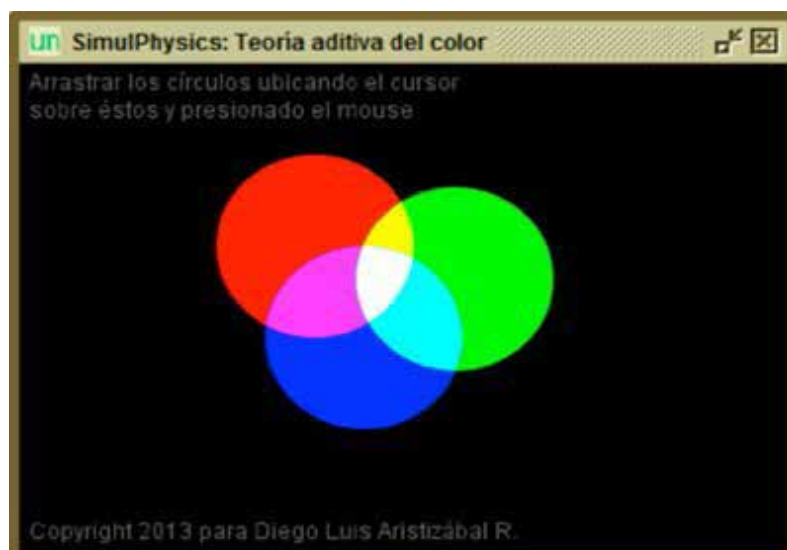 un SimulPhysics: Teoría aditiva del color
Arrastrar los círculos ubicando el cursor
sobre éstos y presionado el mouse
Copyright 2013 para Diego Luis Aristizábal R.